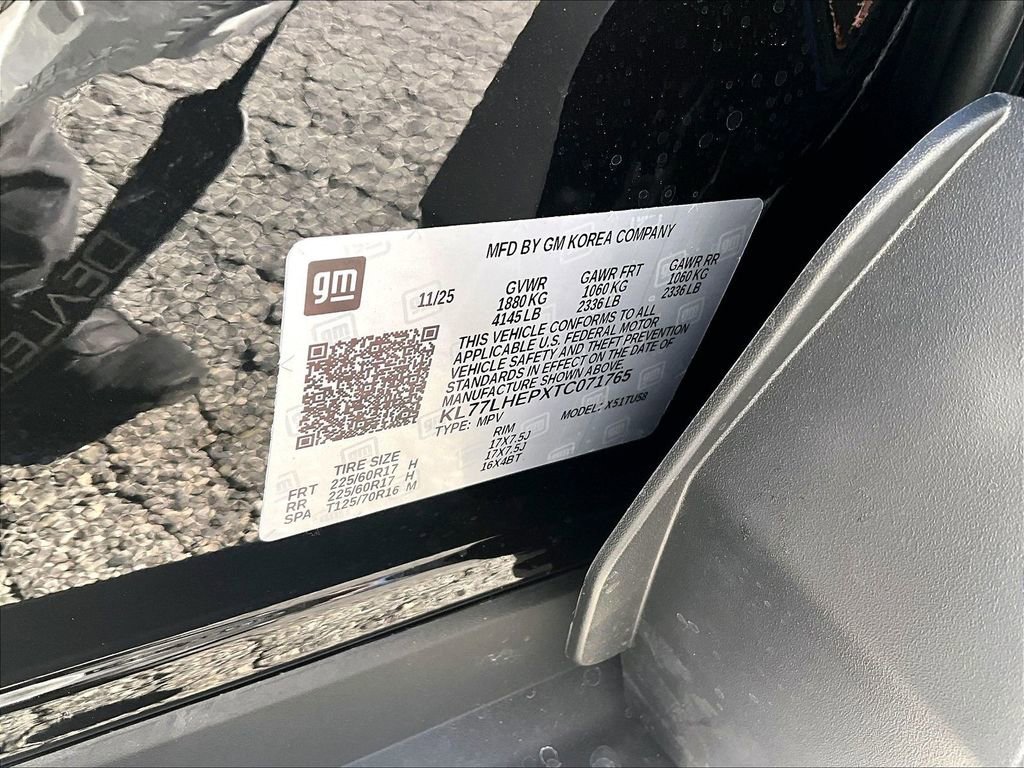 MFD BY GM KOREA COMPANY
gm
11/25
GVWR
1880 KG
4145 LB
GAWR FRT
1060 KG
2336 LB
GAWR RR
1060 KG
2336 LB
THIS VEHICLE CONFORMS TO ALL
APPLICABLE U.S. FEDERAL MOTOR
VEHICLE SAFETY AND THEFT PREVENTION
STANDARDS IN EFFECT ON THE DATE OF
MANUFACTURE SHOWN ABOVE.
KL77LHEPXTC071765
TYPE: MPV MODEL: X51TU58
TIRE SIZE RIM
FRT 225/60R17 H 17X7.5J
RR 225/60R17 H 17X7.5J
SPA T125/70R16 M 16X4BT